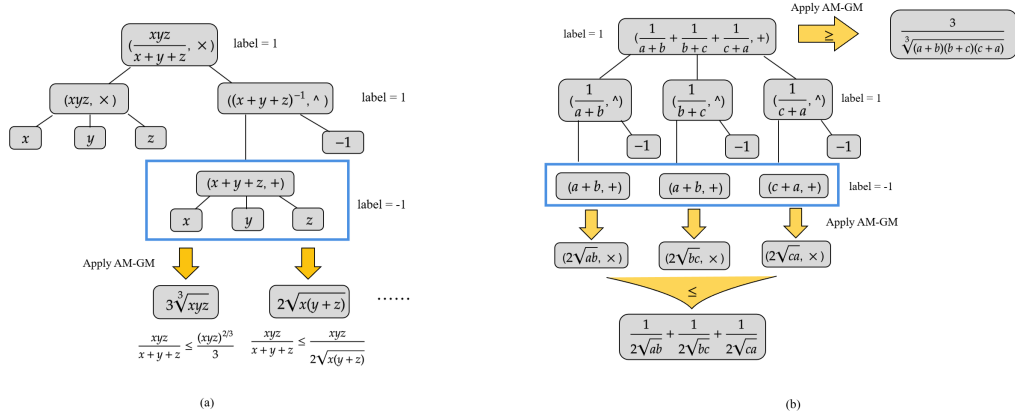 (xyz/(x + y + z), ×)
label = 1
(xyz, ×)
((x + y + z)⁻¹, ^)
label = 1
x
y
z
−1
(x + y + z, +)
label = -1
x
y
z
Apply AM-GM
3∛(xyz)
2√(x(y + z))
......
xyz/(x + y + z) ≤ (xyz)^(2/3)/3
xyz/(x + y + z) ≤ xyz/(2√(x(y + z)))
(a)
label = 1
(1/(a + b) + 1/(b + c) + 1/(c + a), +)
Apply AM-GM
≥
3/∛((a + b)(b + c)(c + a))
(1/(a + b), ^)
(1/(b + c), ^)
(1/(c + a), ^)
label = 1
−1
−1
−1
(a + b, +)
(a + b, +)
(c + a, +)
label = -1
Apply AM-GM
(2√(ab), ×)
(2√(bc), ×)
(2√(ca), ×)
≤
1/(2√(ab)) + 1/(2√(bc)) + 1/(2√(ca))
(b)